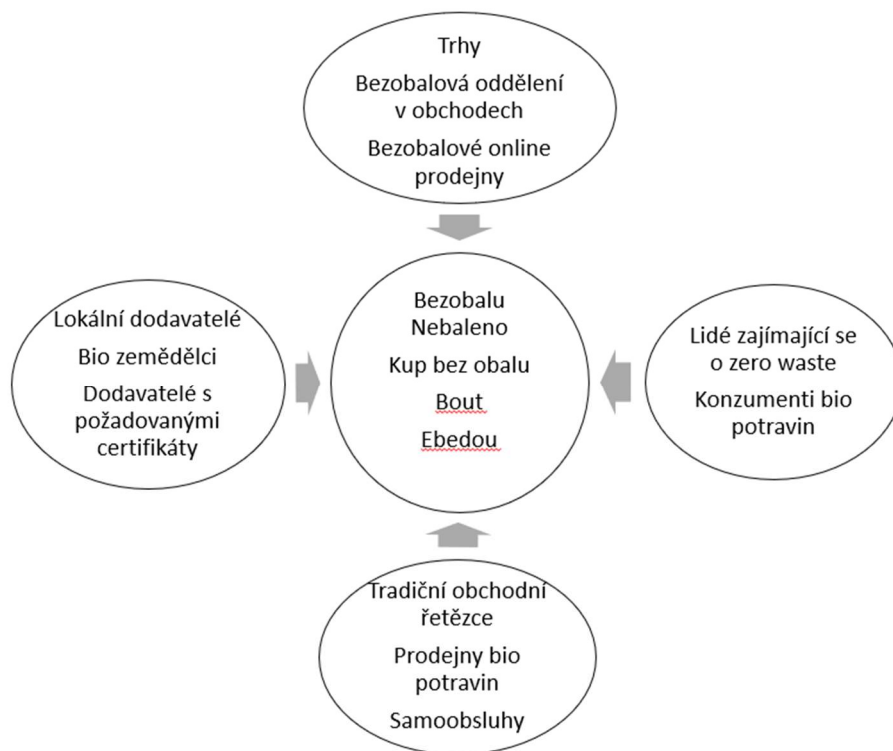 Trhy
Bezobalová oddělení
v obchodech
Bezobalové online
prodejny
Lokální dodavatelé
Bio zemědělci
Dodavatelé s
požadovanými
certifikáty
Bezobalu
Nebaleno
Kup bez obalu
Bout
Ebedou
Lidé zajímající se
o zero waste
Konzumenti bio
potravin
Tradiční obchodní
řetězce
Prodejny bio
potravin
Samoobsluhy